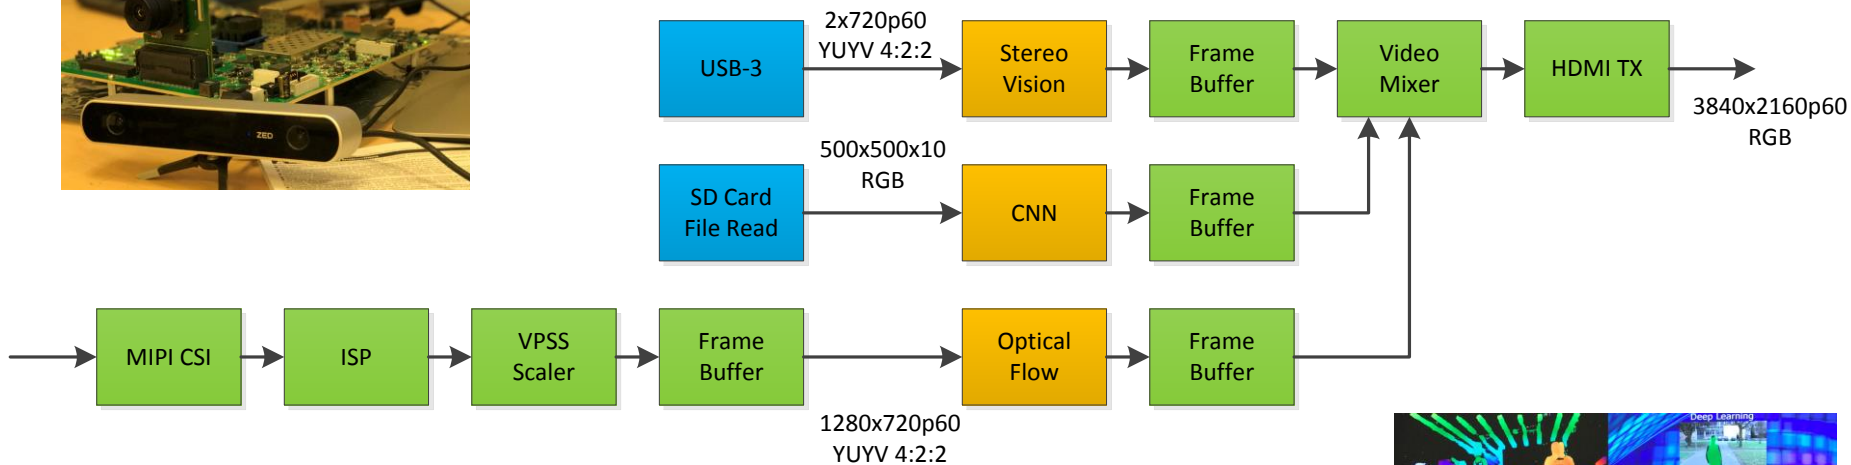 ZED
USB-3
2x720p60
YUYV 4:2:2
Stereo
Vision
Frame
Buffer
Video
Mixer
HDMI TX
3840x2160p60
RGB
SD Card
File Read
500x500x10
RGB
CNN
Frame
Buffer
MIPI CSI
ISP
VPSS
Scaler
Frame
Buffer
1280x720p60
YUYV 4:2:2
Optical
Flow
Frame
Buffer
Deep Learning